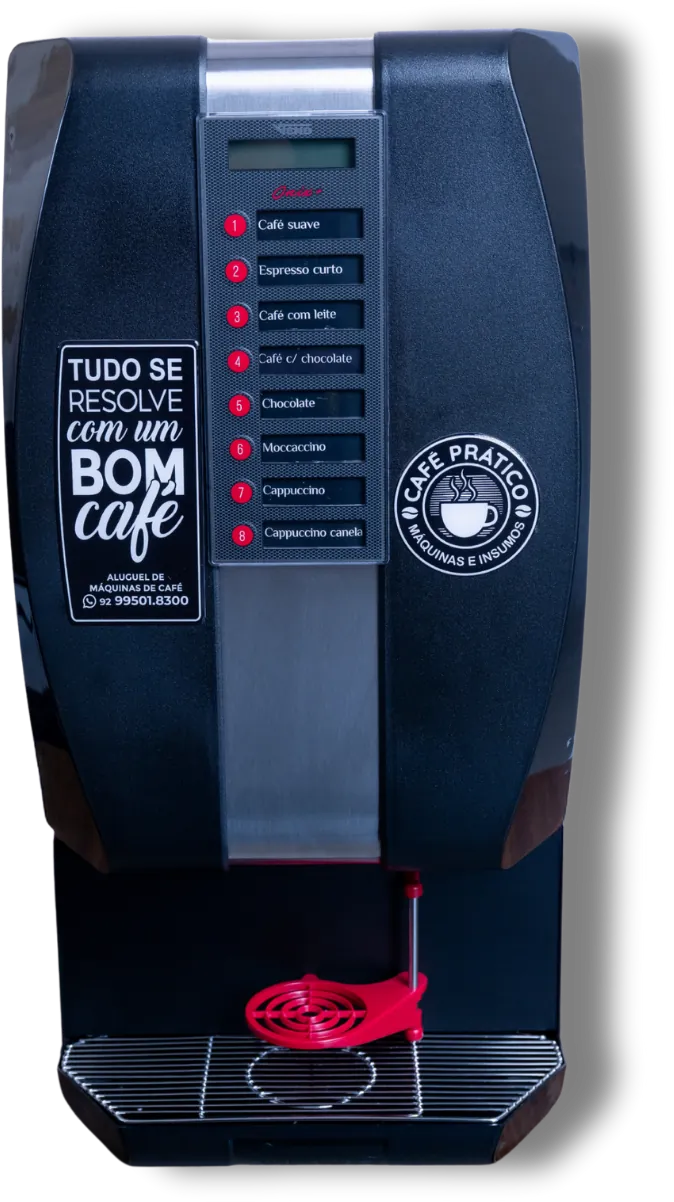 1 Café suave
2 Espresso curto
3 Café com leite
4 Café c/ chocolate
5 Chocolate
6 Moccaccino
7 Cappuccino
8 Cappuccino canela
TUDO SE
RESOLVE
com um
BOM
café
ALUGUEL DE
MÁQUINAS DE CAFÉ
92 99501.8300
CAFÉ PRÁTICO
MÁQUINAS E INSUMOS